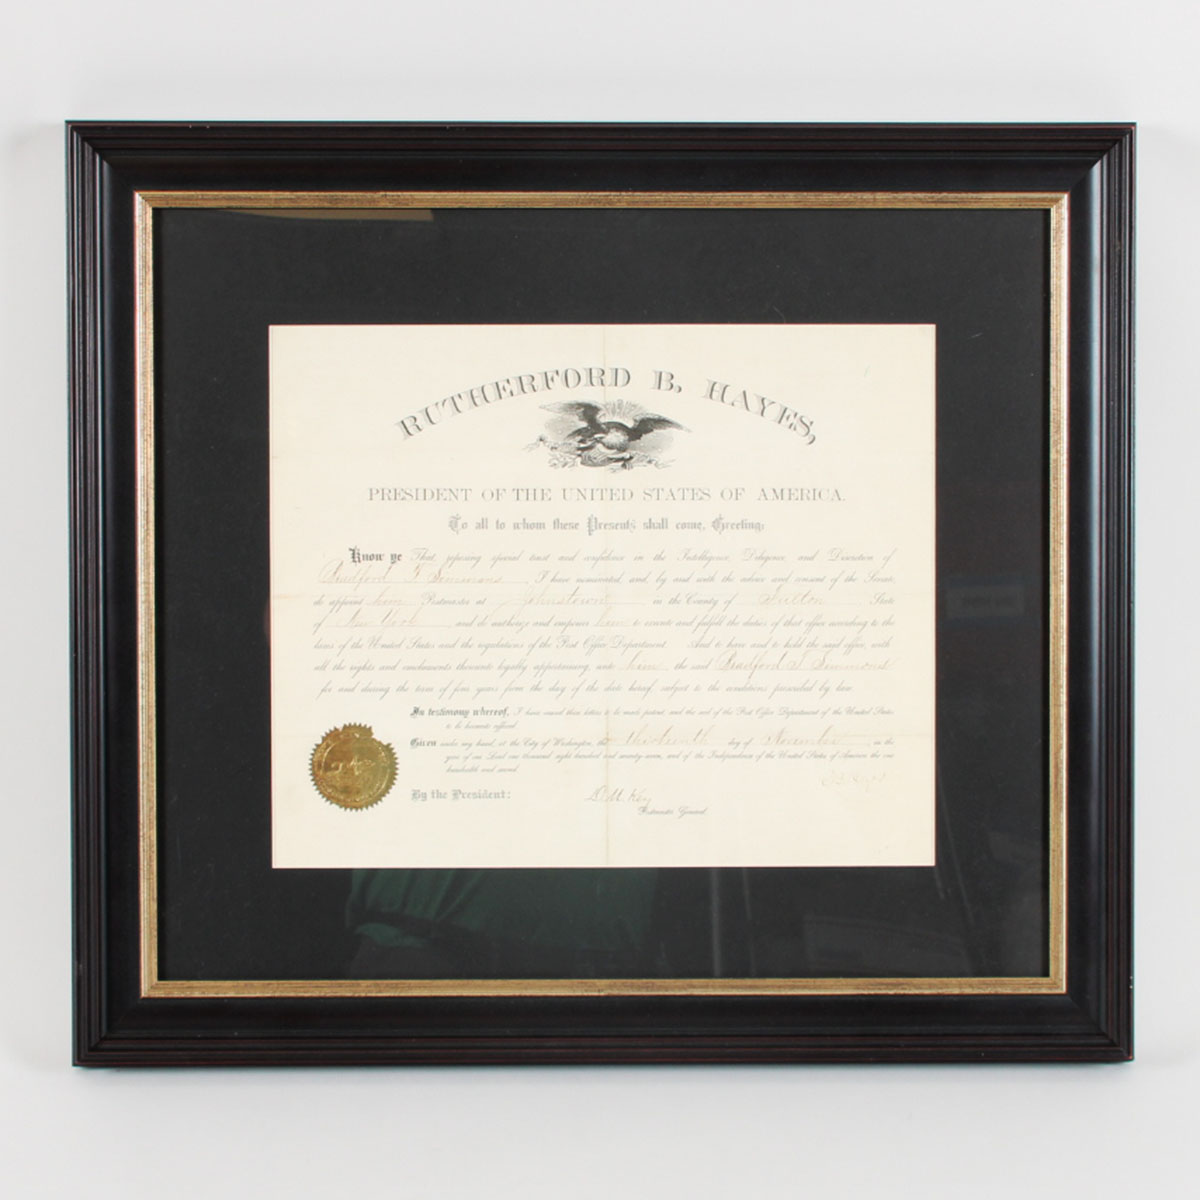 RUTHERFORD B. HAYES,
PRESIDENT OF THE UNITED STATES OF AMERICA.
To all to whom these Presents shall come, Greeting:
Know ye That, reposing special trust and confidence in the Intelligence, Diligence and Discretion of
Bradford T. Simmons, I have nominated, and, by and with the advice and consent of the Senate,
do appoint him Postmaster at Johnstown in the County of Fulton State
of New York and do authorize and empower him to execute and fulfill the duties of that office according to the
laws of the United States and the regulations of the Post Office Department. And to have and to hold the said office, with
all the rights and emoluments thereunto legally appertaining, unto him, the said Bradford T. Simmons
for and during the term of four years from the day of the date hereof, subject to the conditions prescribed by law.
In testimony whereof, I have caused these letters to be made patent, and the seal of the Post Office Department of the United States
to be hereunto affixed.
Given under my hand, at the City of Washington, the thirteenth day of November, in the
year of our Lord one thousand eight hundred and seventy-seven, and of the Independence of the United States of America the one
hundredth and second.
By the President:
D. M. Key
Postmaster General.